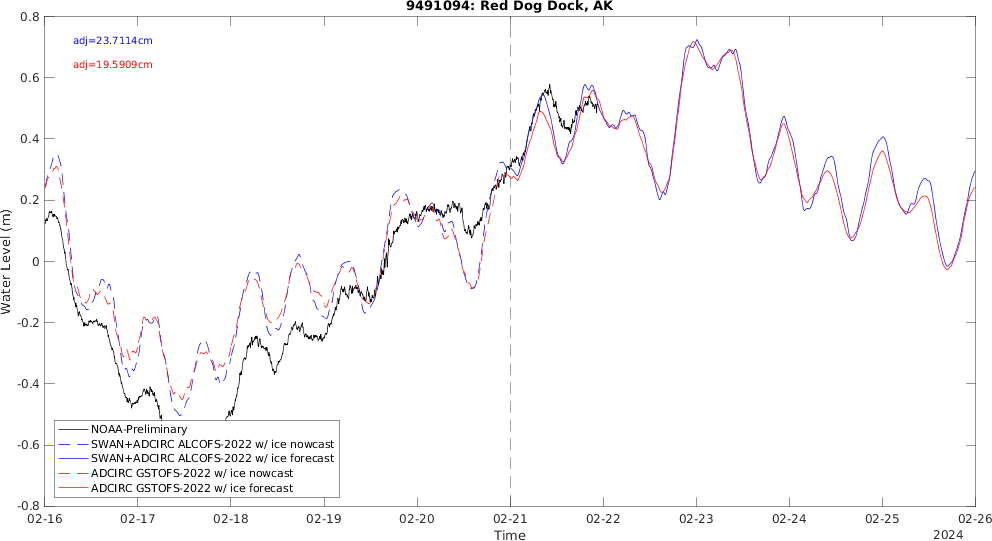 9491094: Red Dog Dock, AK
adj=23.7114cm
adj=19.5909cm
Water Level (m)
0.8
0.6
0.4
0.2
0
-0.2
-0.4
-0.6
-0.8
NOAA-Preliminary
SWAN+ADCIRC ALCOFS-2022 w/ ice nowcast
SWAN+ADCIRC ALCOFS-2022 w/ ice forecast
ADCIRC GSTOFS-2022 w/ ice nowcast
ADCIRC GSTOFS-2022 w/ ice forecast
02-16 02-17 02-18 02-19 02-20 02-21 02-22 02-23 02-24 02-25 02-26
Time
2024